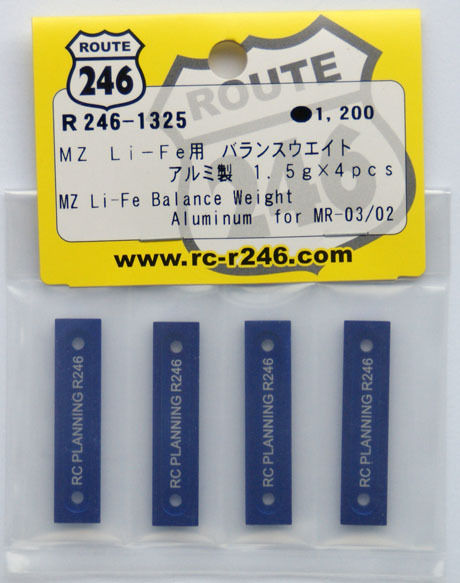 ROUTE
246
ROUTE
246
R246-1325 ●1,200
MZ Li-Fe用 バランスウエイト
アルミ製 1.5g×4pcs
MZ Li-Fe Balance Weight
Aluminum for MR-03/02
www.rc-r246.com
RC PLANNING R246
RC PLANNING R246
RC PLANNING R246
RC PLANNING R246